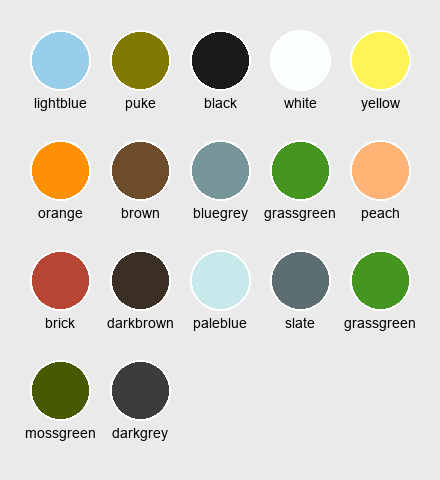 lightblue puke black white yellow
orange brown bluegrey grassgreen peach
brick darkbrown paleblue slate grassgreen
mossgreen darkgrey